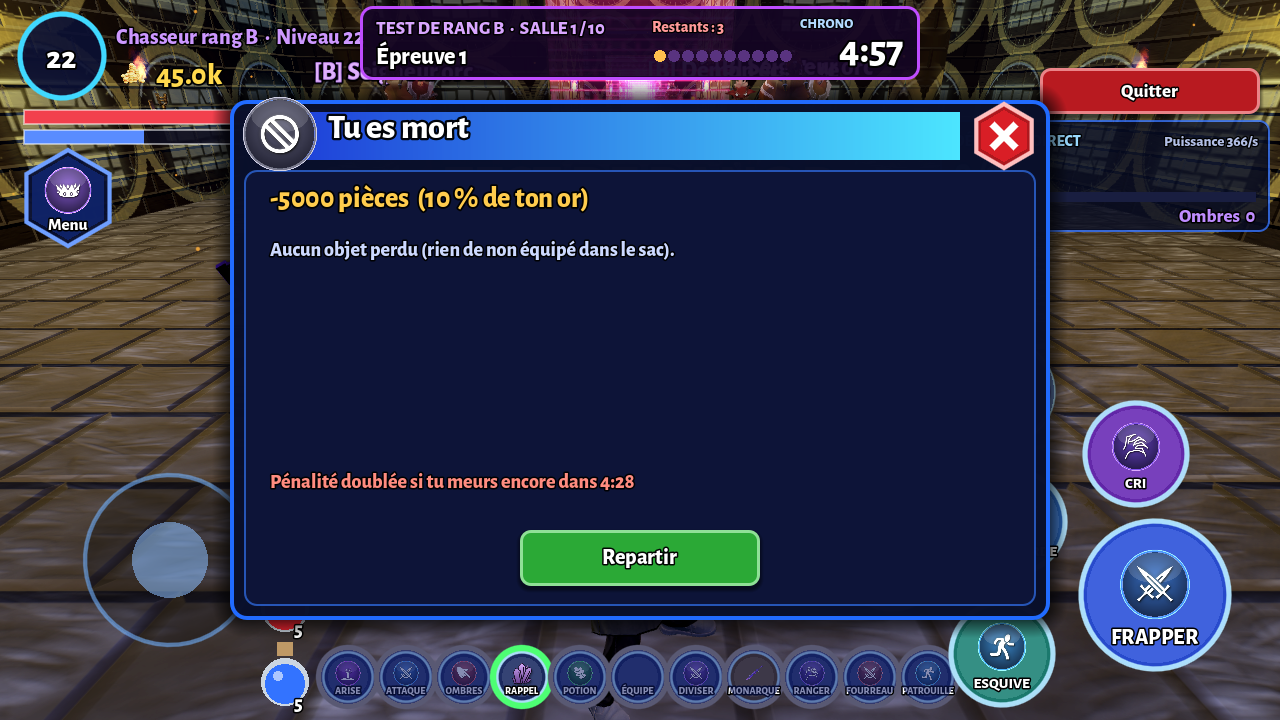 22
Chasseur rang B · Niveau 22
45.0k
TEST DE RANG B · SALLE 1/10
Épreuve 1
Restants : 3
CHRONO
4:57
[B] S
Quitter
RECT
Puissance 366/s
Ombres 0
Menu
Tu es mort
-5000 pièces (10 % de ton or)
Aucun objet perdu (rien de non équipé dans le sac).
Pénalité doublée si tu meurs encore dans 4:28
Repartir
CRI
E
FRAPPER
ESQUIVE
5
5
ARISE
ATTAQUE
OMBRES
RAPPEL
POTION
ÉQUIPE
DIVISER
MONARQUE
RANGER
FOURREAU
PATROUILLE